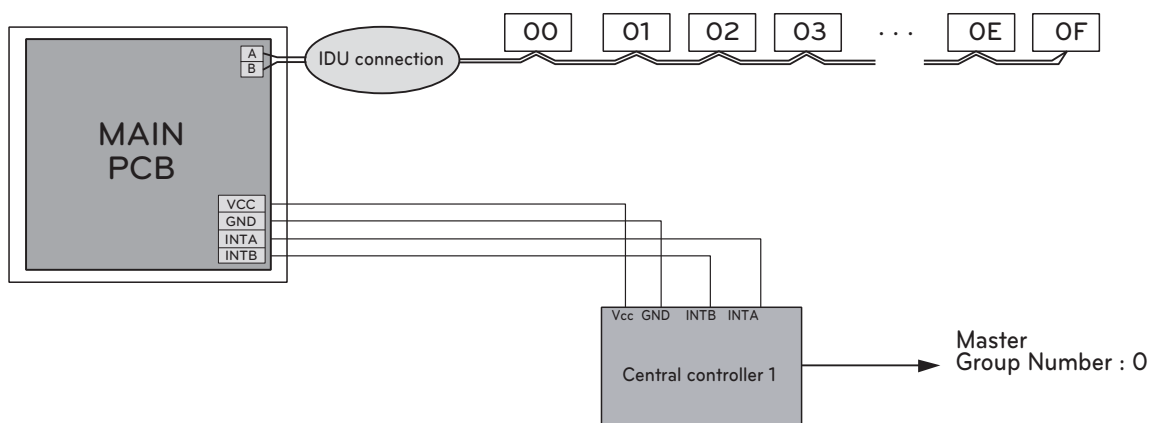 00 01 02 03 ... 0E 0F
A
B
IDU connection
MAIN
PCB
VCC
GND
INTA
INTB
Vcc GND INTB INTA
Central controller 1
Master
Group Number : 0